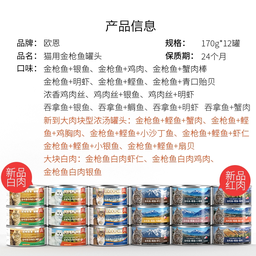 产品信息
品牌：欧恩 规格：170g*12罐
品名：猫用金枪鱼罐头 保质期：24个月
口味：金枪鱼+银鱼、金枪鱼+鸡肉、金枪鱼+蟹肉棒
金枪鱼+明虾、金枪鱼+鲣鱼、金枪鱼+青口贻贝
浓香鸡肉丝、鸡肉丝+银鱼、鸡肉丝+明虾
吞拿鱼+银鱼、吞拿鱼+鲷鱼、吞拿鱼+明虾 吞拿鱼+蟹肉
新到大肉块型浓汤罐头：金枪鱼+鲣鱼+蟹肉、金枪鱼+鲣鱼
+鸡胸肉、金枪鱼+鲣鱼+小沙丁鱼、金枪鱼+鲣鱼+虾仁
金枪鱼+鲣鱼+小银鱼、金枪鱼+鲣鱼+扇贝
大块白肉：金枪鱼白肉虾仁、金枪鱼白肉鸡肉、
金枪鱼白肉银鱼
新品
白肉
新品
红肉